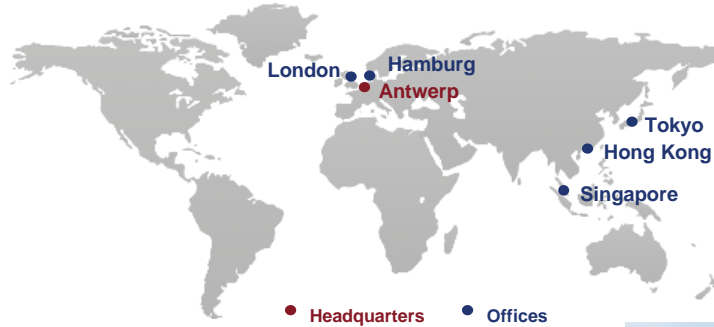 London
Hamburg
Antwerp
Tokyo
Hong Kong
Singapore
Headquarters
Offices